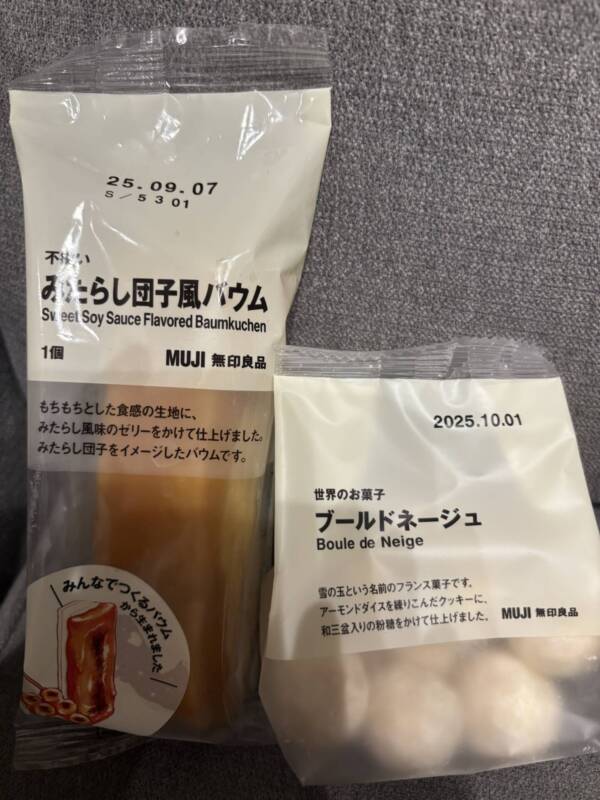 25.09.07
S/5301
不揃い
みたらし団子風バウム
Sweet Soy Sauce Flavored Baumkuchen
1個
MUJI 無印良品
もちもちとした食感の生地に、
みたらし風味のゼリーをかけて仕上げました。
みたらし団子をイメージしたバウムです。
みんなでつくるバウム
から生まれました
2025.10.01
世界のお菓子
ブールドネージュ
Boule de Neige
雪の玉という名前のフランス菓子です。
アーモンドダイスを練りこんだクッキーに、
和三盆入りの粉糖をかけて仕上げました。
MUJI 無印良品